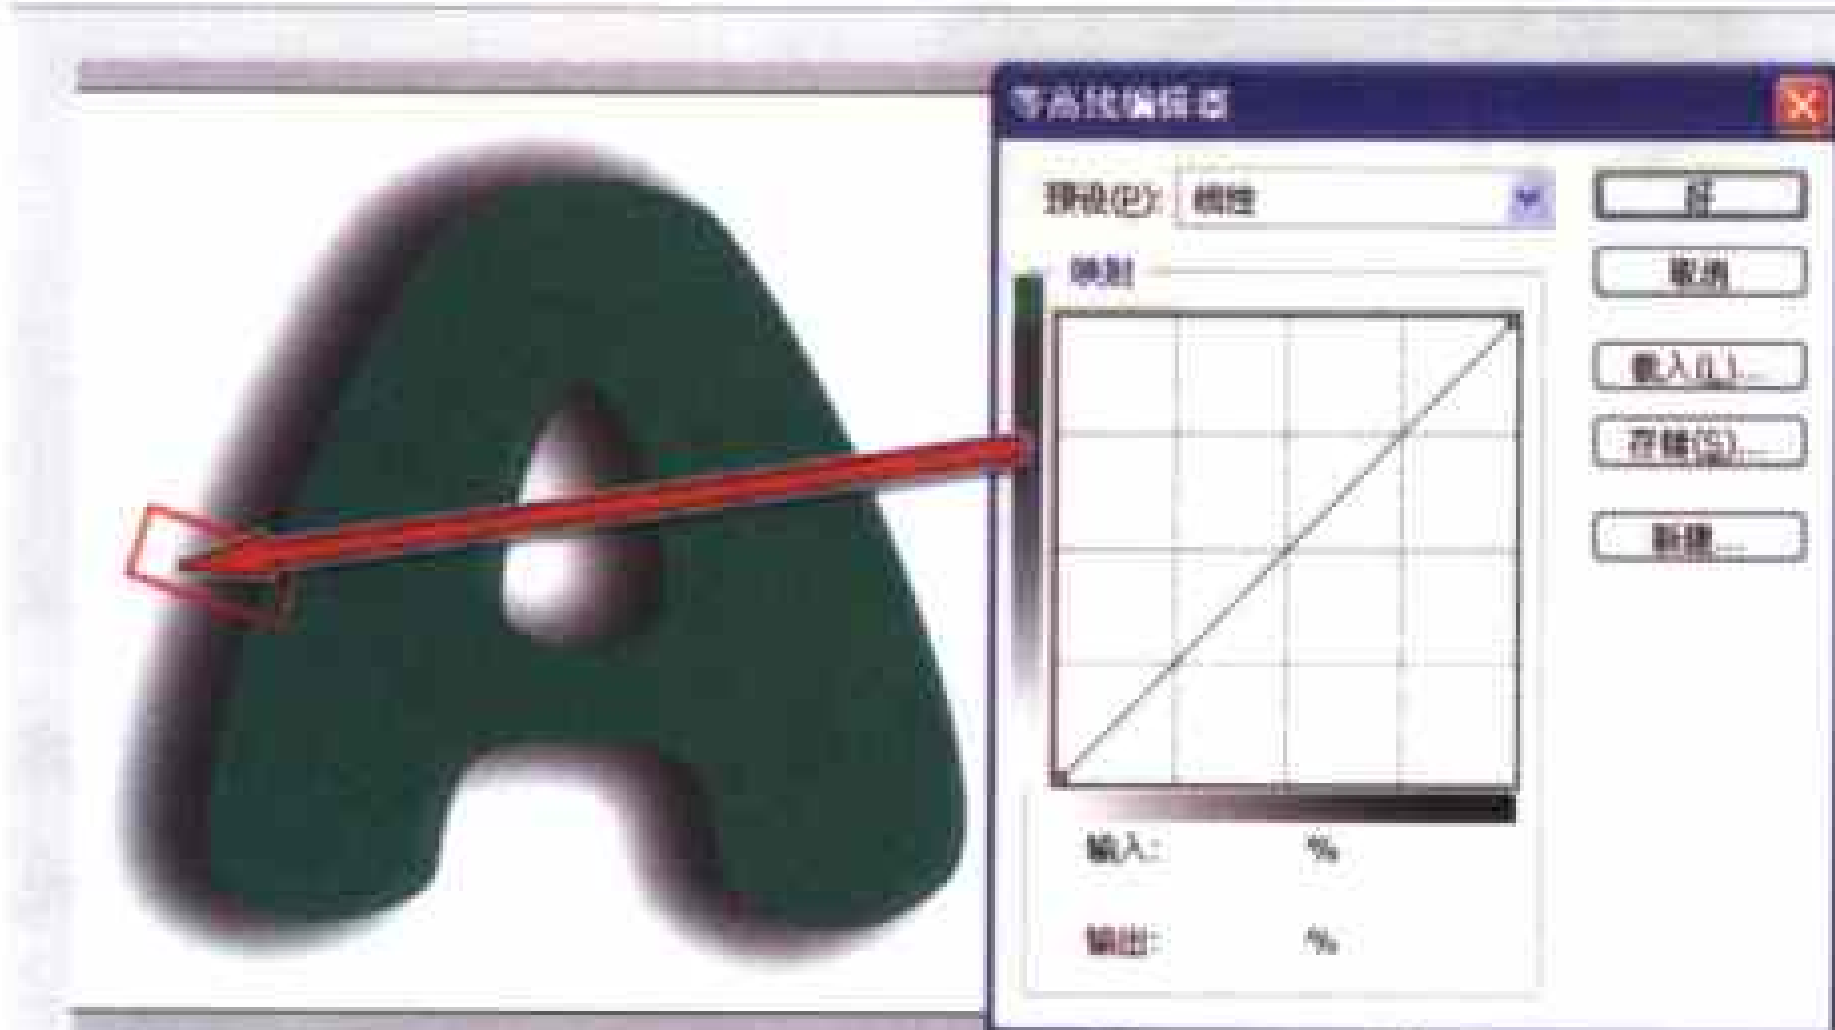 A
等高线编辑器
预设(P): 线性
好
取消
映射
载入(L)...
存储(S)...
新建...
输入: %
输出: %